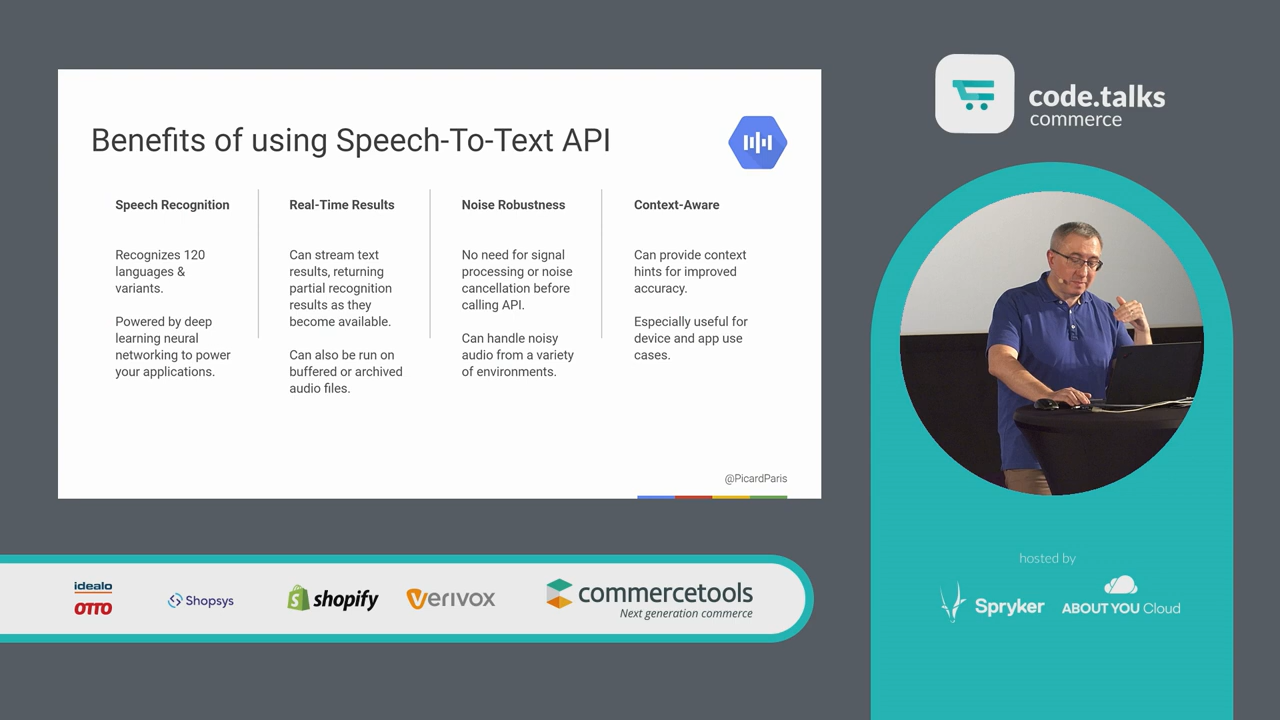 Benefits of using Speech-To-Text API
Speech Recognition
Recognizes 120
languages &
variants.
Powered by deep
learning neural
networking to power
your applications.
Real-Time Results
Can stream text
results, returning
partial recognition
results as they
become available.
Can also be run on
buffered or archived
audio files.
Noise Robustness
No need for signal
processing or noise
cancellation before
calling API.
Can handle noisy
audio from a variety
of environments.
Context-Aware
Can provide context
hints for improved
accuracy.
Especially useful for
device and app use
cases.
@PicardParis
code.talks
commerce
hosted by
Spryker
ABOUT YOU Cloud
idealo
OTTO
Shopsys
shopify
Verivox
commercetools
Next generation commerce